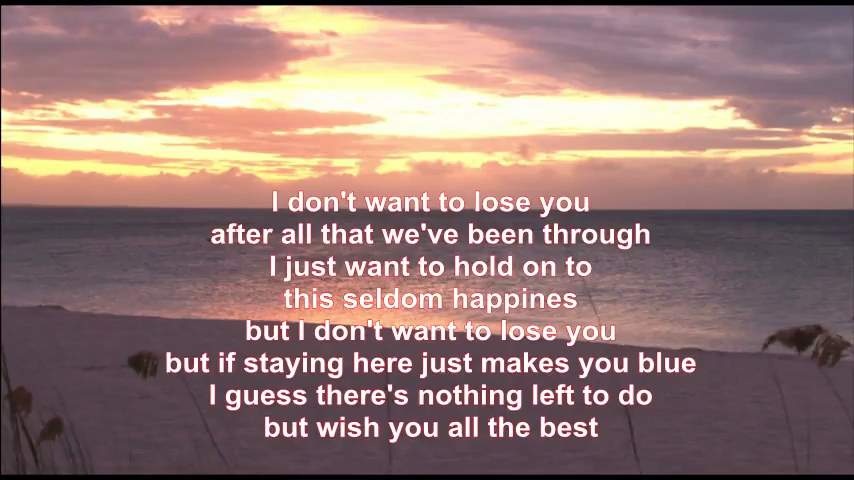 I don't want to lose you
after all that we've been through
I just want to hold on to
this seldom happines
but I don't want to lose you
but if staying here just makes you blue
I guess there's nothing left to do
but wish you all the best